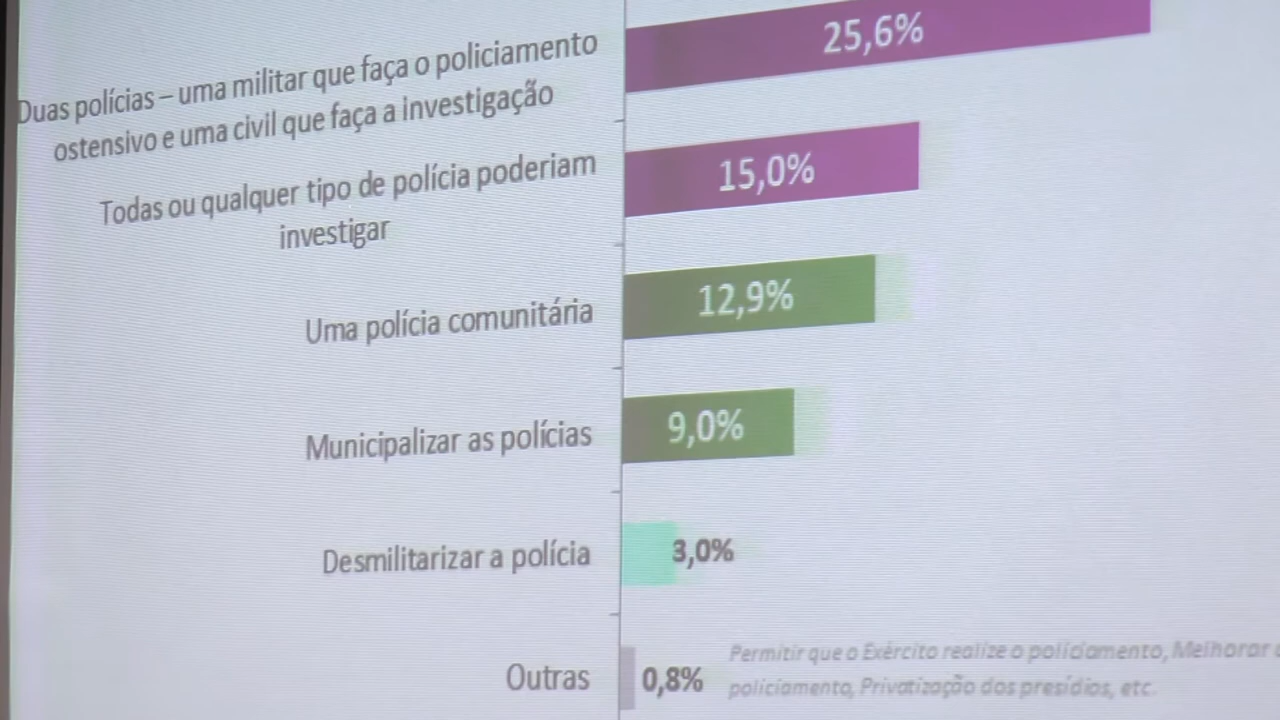 25,6%
Duas polícias – uma militar que faça o policiamento
ostensivo e uma civil que faça a investigação
15,0%
Todas ou qualquer tipo de polícia poderiam
investigar
12,9%
Uma polícia comunitária
9,0%
Municipalizar as polícias
Desmilitarizar a polícia
3,0%
Outras
0,8%
Permitir que o Exército realize o policiamento, Melhorar
policiamento, Privatização dos presídios, etc.